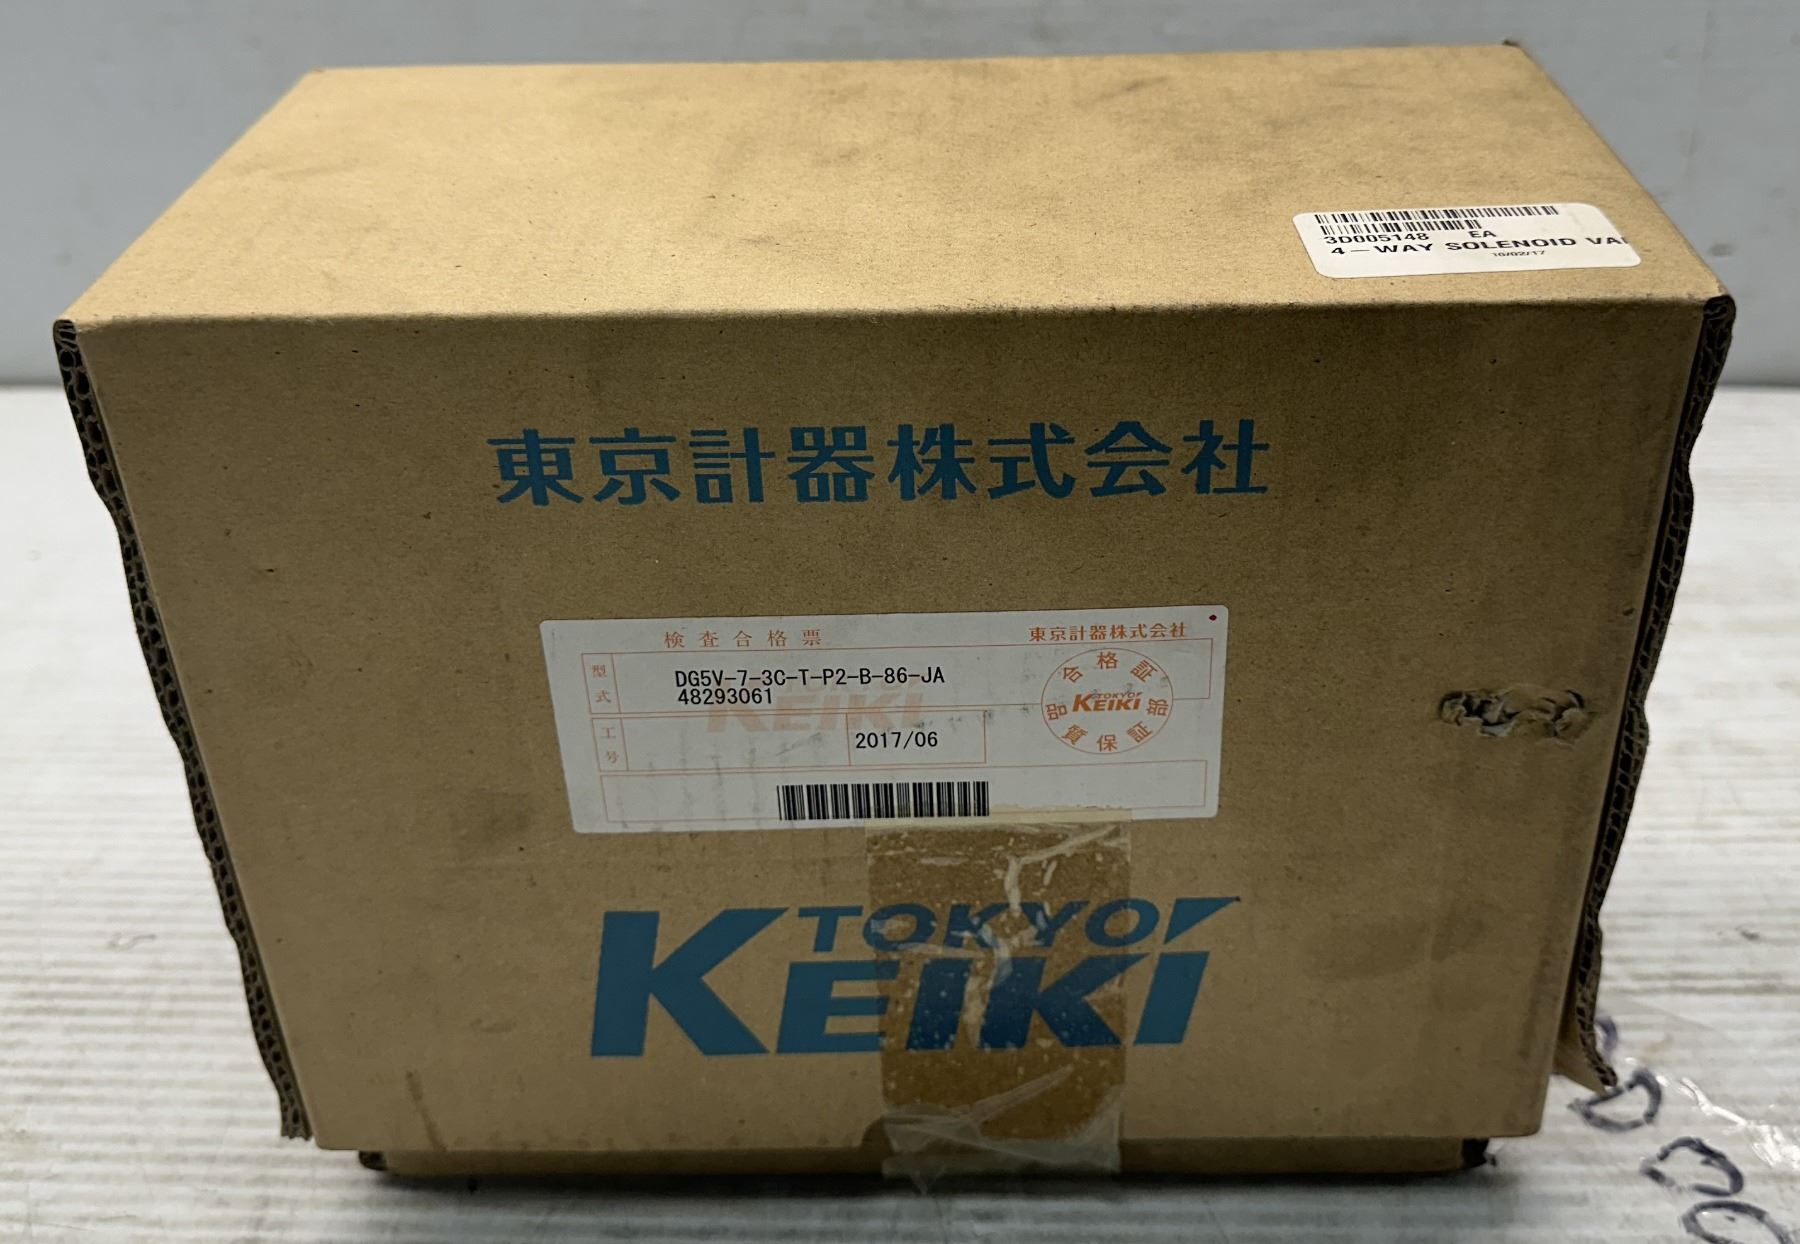 3D005148 EA
4-WAY SOLENOID VA
10/02/17
東京計器株式会社
検査合格票
東京計器株式会社
型式
DG5V-7-3C-T-P2-B-86-JA
48293061
KEIKI
工号
2017/06
合格証
TOKYO
KEIKI
品質保証部
TOKYO
KEIKI